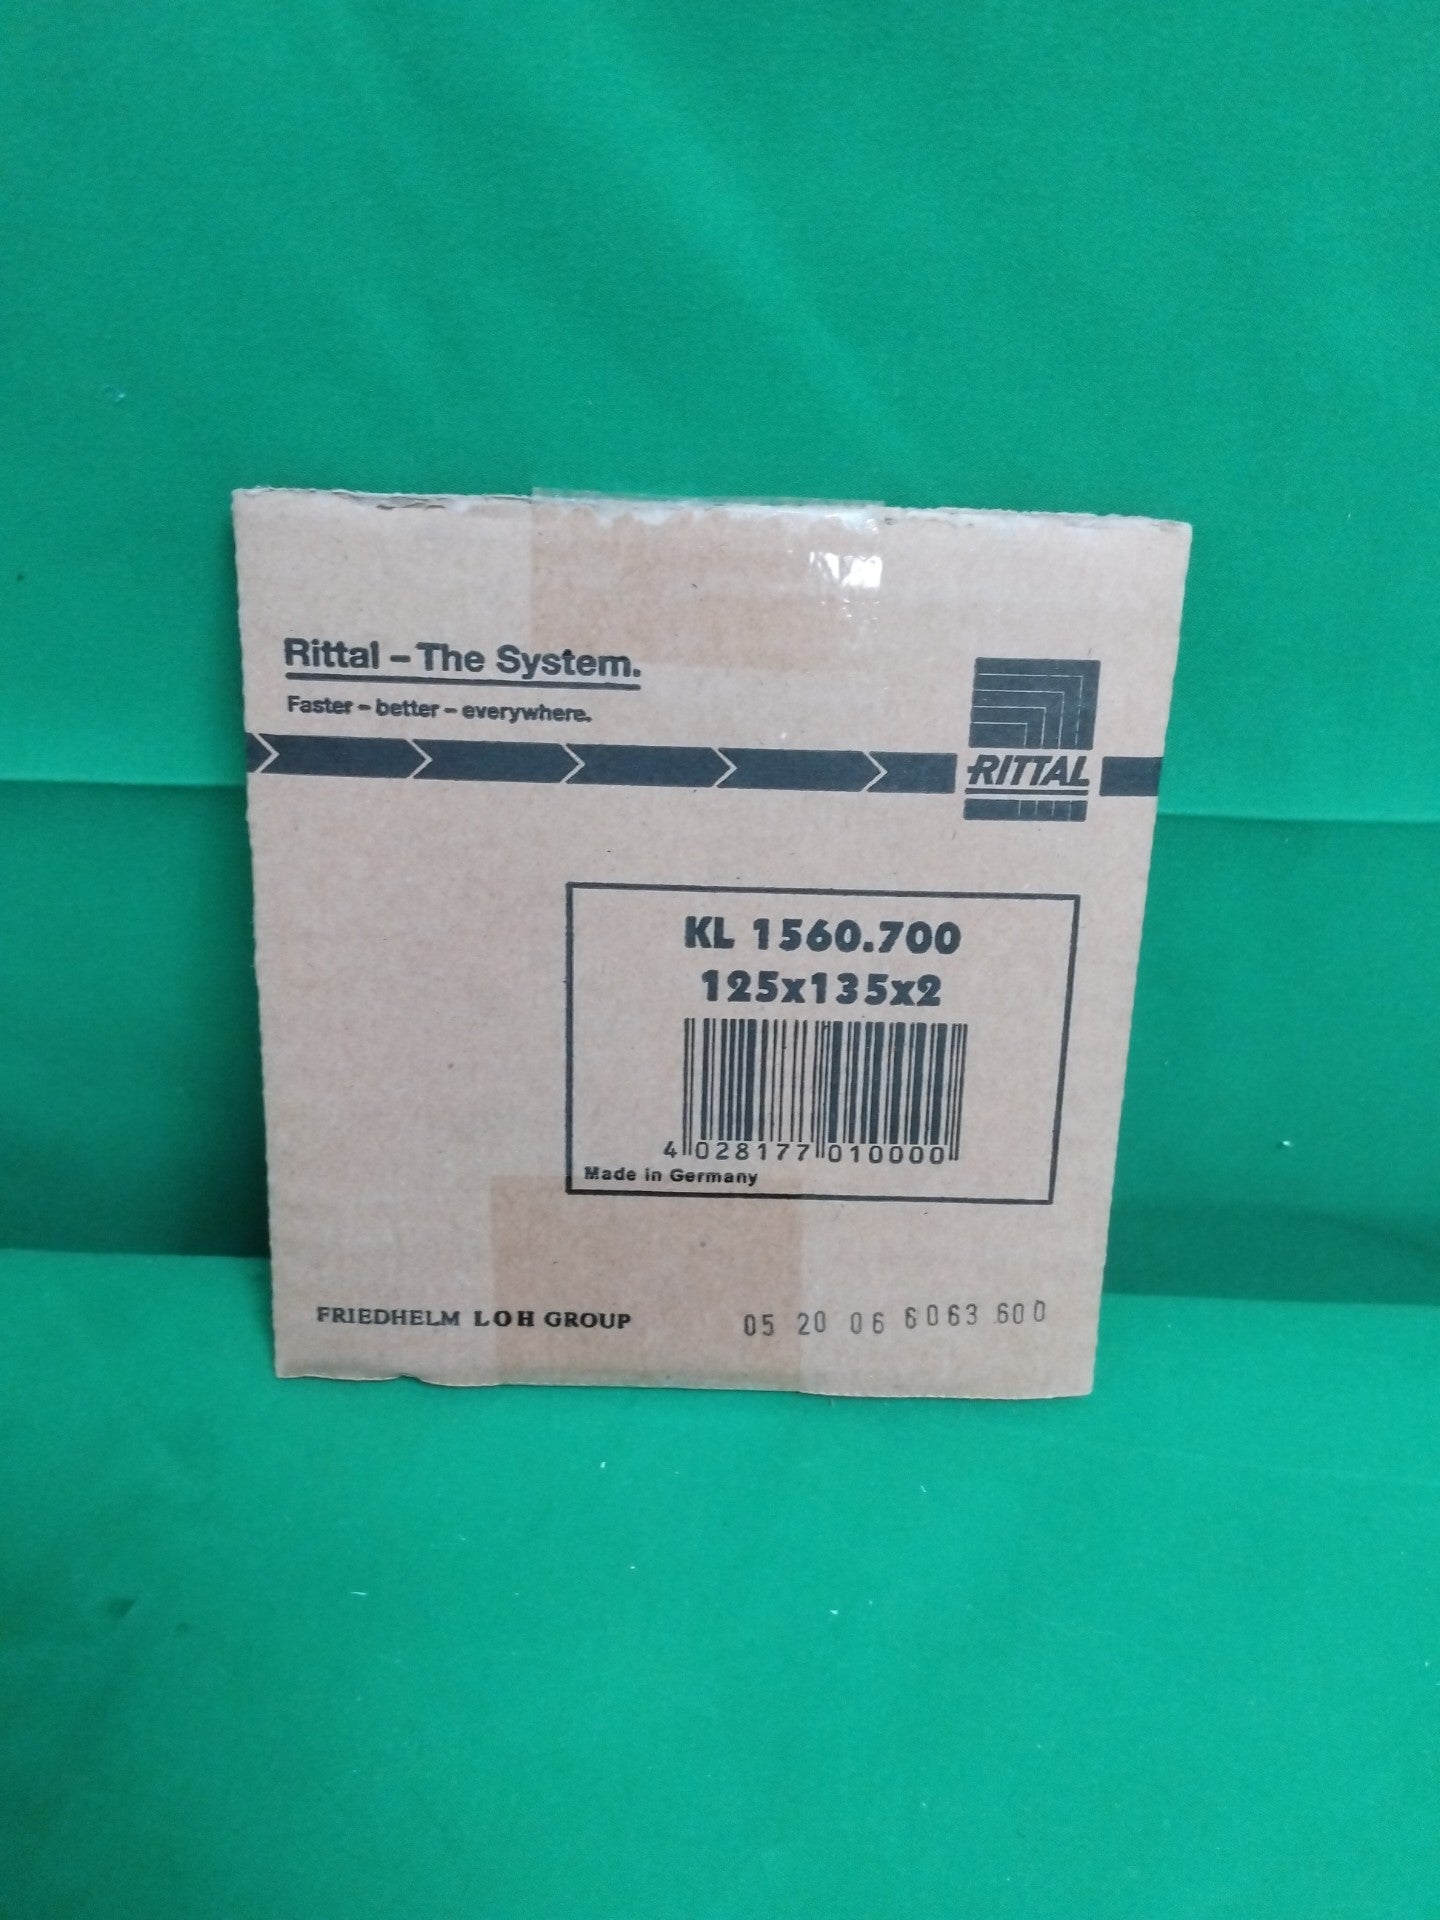 Rittal – The System.
Faster – better – everywhere.
RITTAL
KL 1560.700
125x135x2
4 028177 010000
Made in Germany
FRIEDHELM LOH GROUP
05 20 06 6063 600